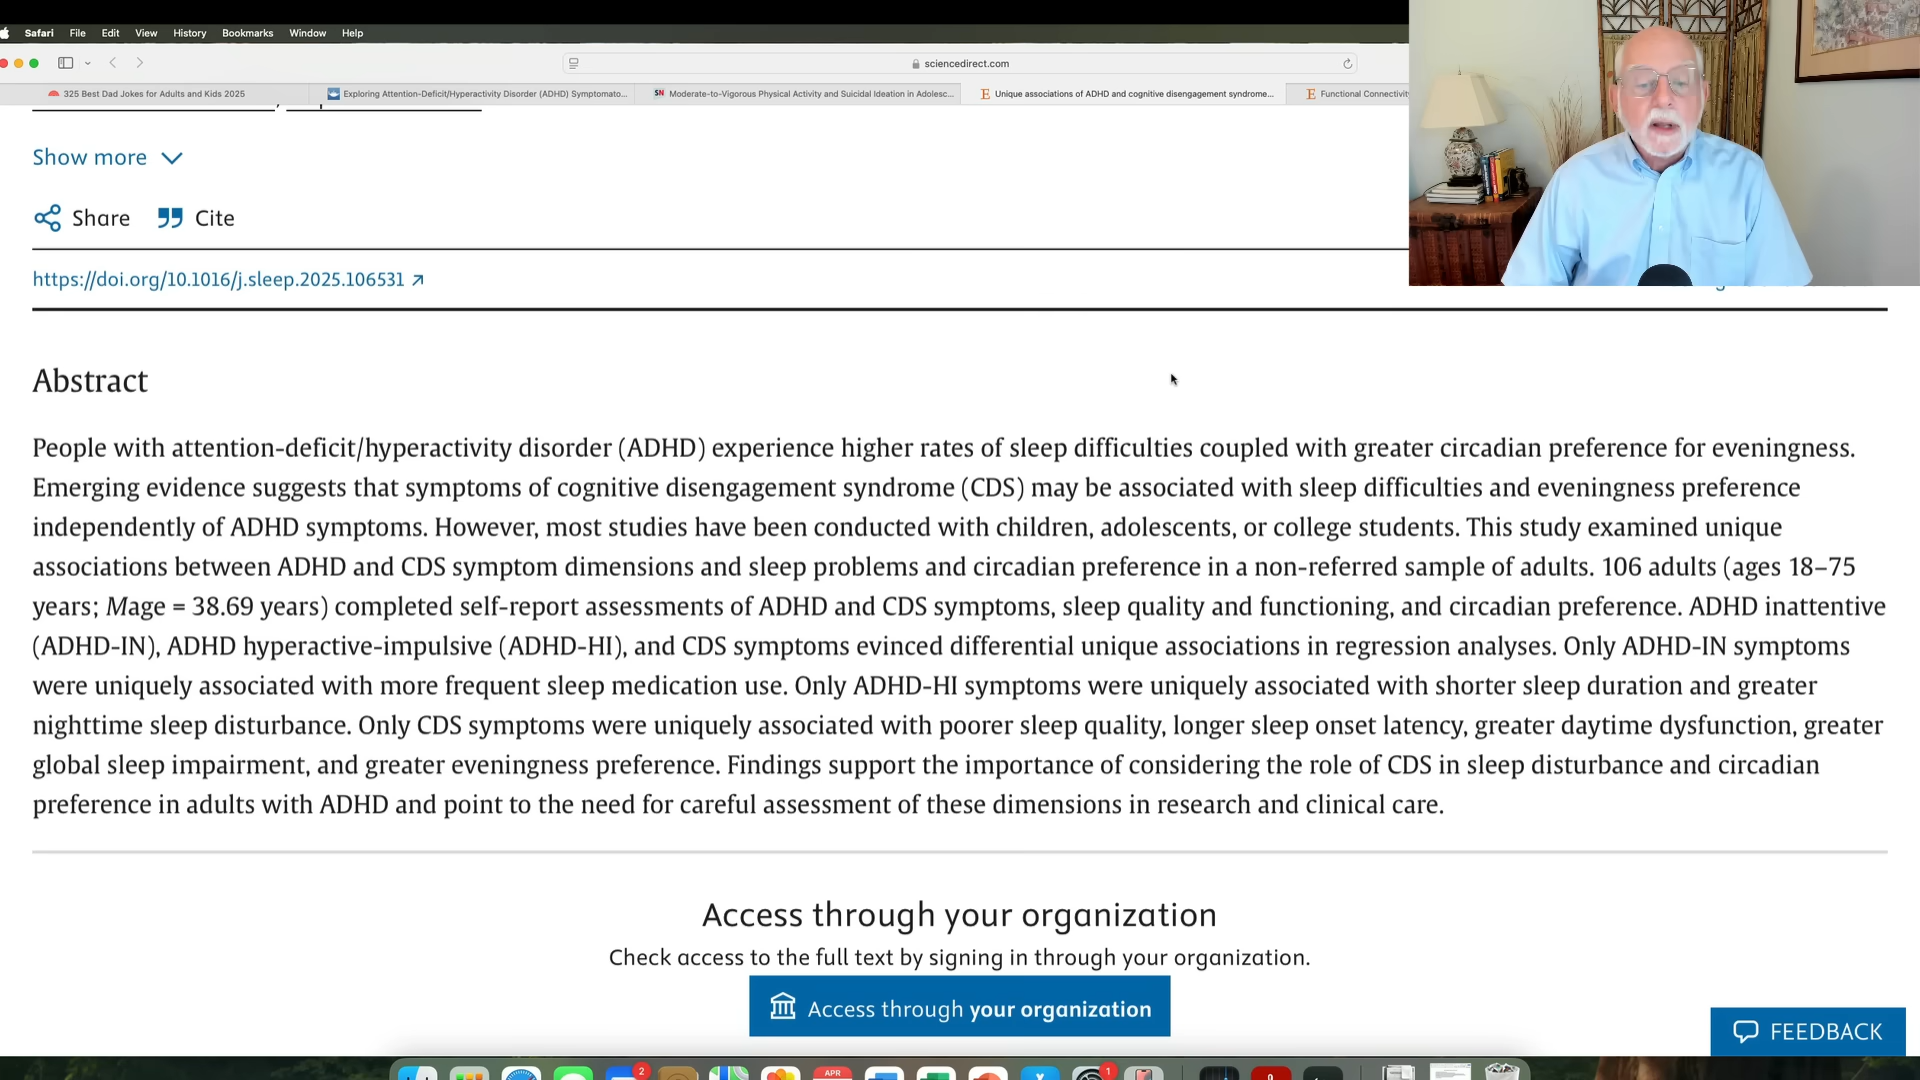 Safari File Edit View History Bookmarks Window Help
sciencedirect.com
325 Best Dad Jokes for Adults and Kids 2025
Exploring Attention-Deficit/Hyperactivity Disorder (ADHD) Symptomato...
SN Moderate-to-Vigorous Physical Activity and Suicidal Ideation in Adolesc...
E Unique associations of ADHD and cognitive disengagement syndrome...
E Functional Connectivity
Show more
Share Cite
https://doi.org/10.1016/j.sleep.2025.106531
Abstract
People with attention-deficit/hyperactivity disorder (ADHD) experience higher rates of sleep difficulties coupled with greater circadian preference for eveningness.
Emerging evidence suggests that symptoms of cognitive disengagement syndrome (CDS) may be associated with sleep difficulties and eveningness preference
independently of ADHD symptoms. However, most studies have been conducted with children, adolescents, or college students. This study examined unique
associations between ADHD and CDS symptom dimensions and sleep problems and circadian preference in a non-referred sample of adults. 106 adults (ages 18–75
years; Mage = 38.69 years) completed self-report assessments of ADHD and CDS symptoms, sleep quality and functioning, and circadian preference. ADHD inattentive
(ADHD-IN), ADHD hyperactive-impulsive (ADHD-HI), and CDS symptoms evinced differential unique associations in regression analyses. Only ADHD-IN symptoms
were uniquely associated with more frequent sleep medication use. Only ADHD-HI symptoms were uniquely associated with shorter sleep duration and greater
nighttime sleep disturbance. Only CDS symptoms were uniquely associated with poorer sleep quality, longer sleep onset latency, greater daytime dysfunction, greater
global sleep impairment, and greater eveningness preference. Findings support the importance of considering the role of CDS in sleep disturbance and circadian
preference in adults with ADHD and point to the need for careful assessment of these dimensions in research and clinical care.
Access through your organization
Check access to the full text by signing in through your organization.
Access through your organization
FEEDBACK
2
APR
1